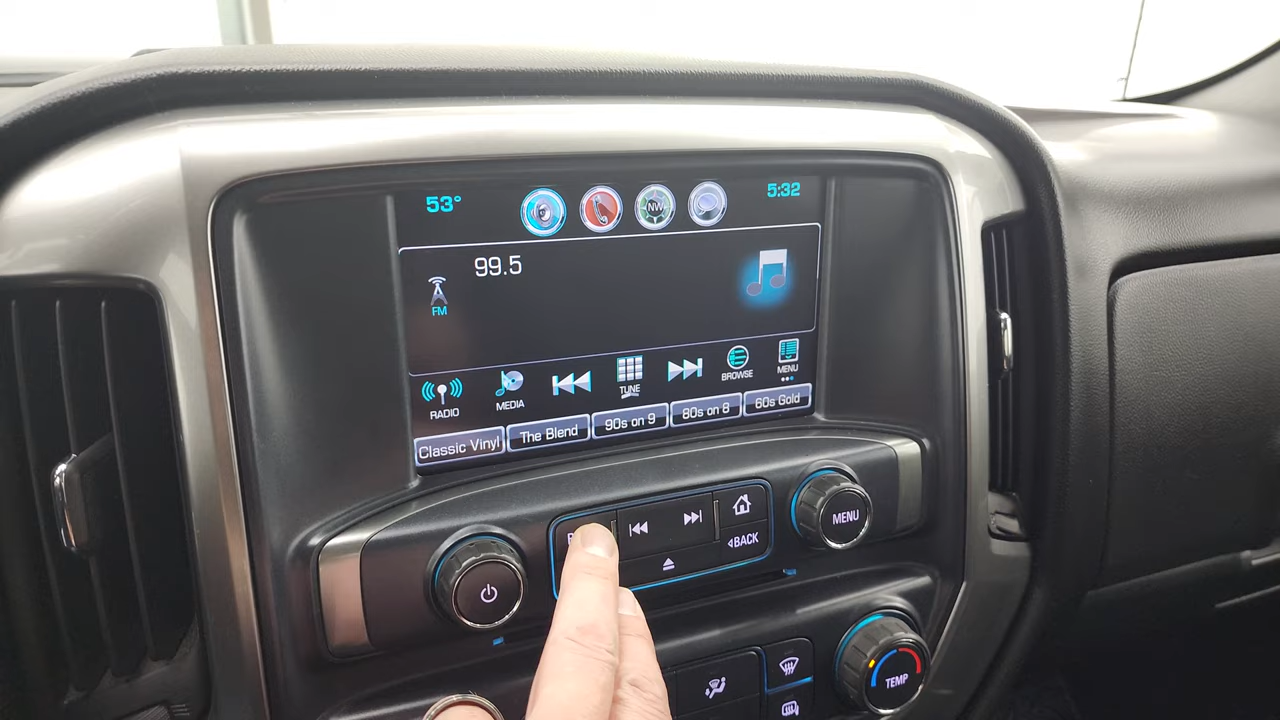 53°
NW
5:32
99.5
FM
RADIO
MEDIA
TUNE
BROWSE
MENU
Classic Vinyl
The Blend
90s on 9
80s on 8
60s Gold
MENU
BACK
TEMP